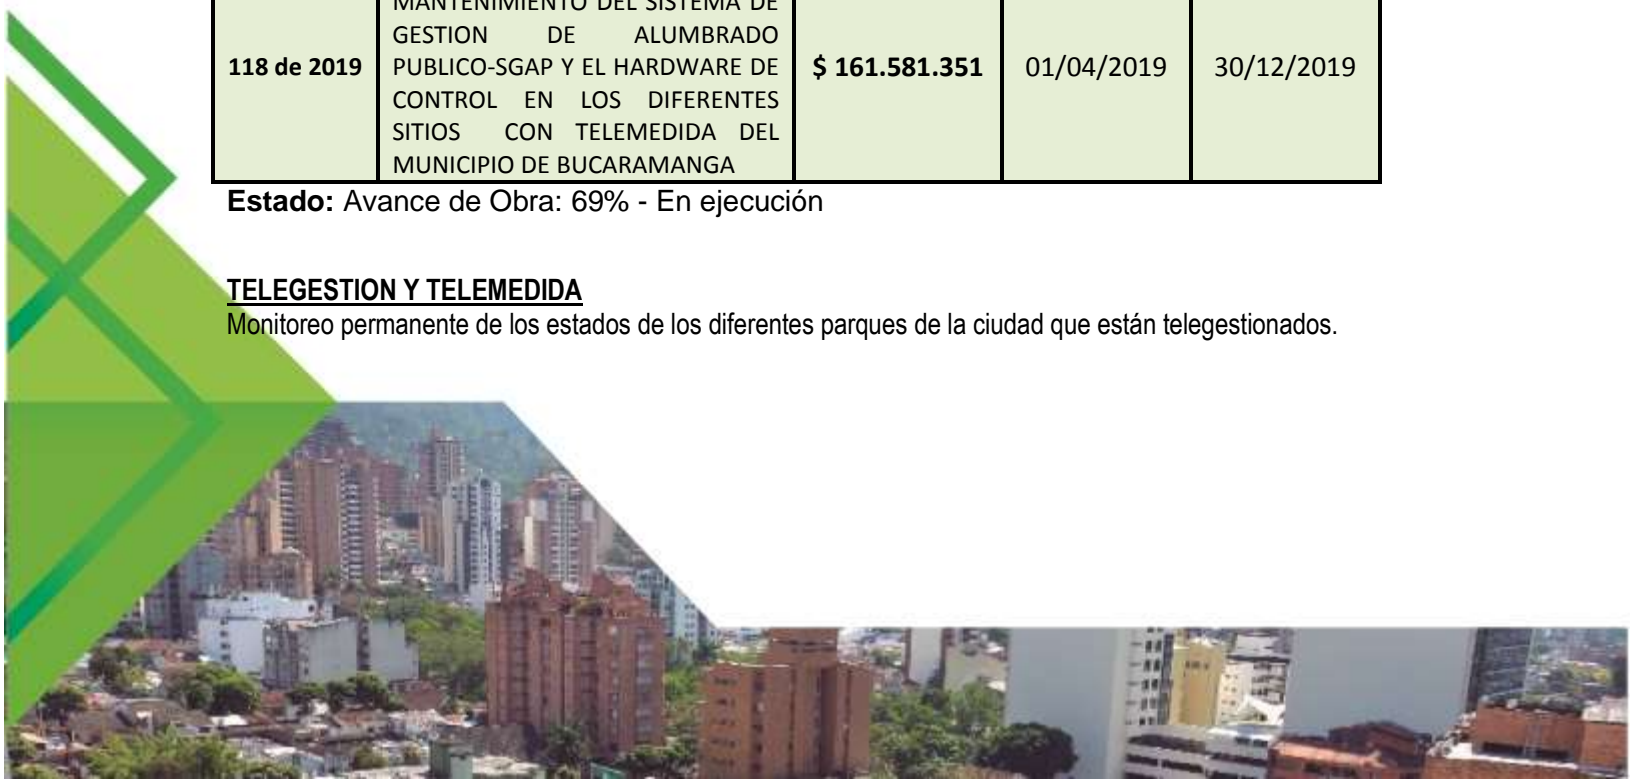 MANTENIMIENTO DEL SISTEMA DE
GESTION DE ALUMBRADO
PUBLICO-SGAP Y EL HARDWARE DE
CONTROL EN LOS DIFERENTES
SITIOS CON TELEMEDIDA DEL
MUNICIPIO DE BUCARAMANGA
118 de 2019
$ 161.581.351
01/04/2019
30/12/2019
Estado: Avance de Obra: 69% - En ejecución
TELEGESTION Y TELEMEDIDA
Monitoreo permanente de los estados de los diferentes parques de la ciudad que están telegestionados.